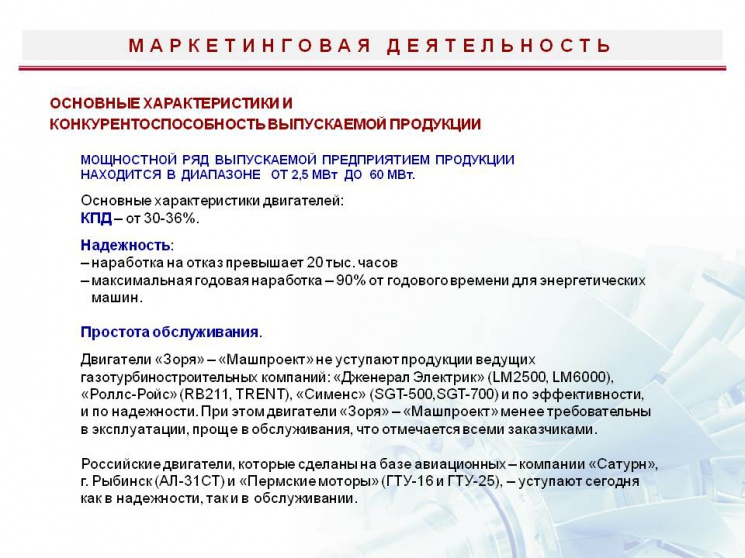 МАРКЕТИНГОВАЯ ДЕЯТЕЛЬНОСТЬ
ОСНОВНЫЕ ХАРАКТЕРИСТИКИ И
КОНКУРЕНТОСПОСОБНОСТЬ ВЫПУСКАЕМОЙ ПРОДУКЦИИ
МОЩНОСТНОЙ РЯД ВЫПУСКАЕМОЙ ПРЕДПРИЯТИЕМ ПРОДУКЦИИ
НАХОДИТСЯ В ДИАПАЗОНЕ ОТ 2,5 МВт ДО 60 МВт.
Основные характеристики двигателей:
КПД – от 30-36%.
Надежность:
– наработка на отказ превышает 20 тыс. часов
– максимальная годовая наработка – 90% от годового времени для энергетических
машин.
Простота обслуживания.
Двигатели «Зоря» – «Машпроект» не уступают продукции ведущих
газотурбиностроительных компаний: «Дженерал Электрик» (LM2500, LM6000),
«Роллс-Ройс» (RB211, TRENT), «Сименс» (SGT-500,SGT-700) и по эффективности,
и по надежности. При этом двигатели «Зоря» – «Машпроект» менее требовательны
в эксплуатации, проще в обслуживания, что отмечается всеми заказчиками.
Российские двигатели, которые сделаны на базе авиационных – компании «Сатурн»,
г. Рыбинск (АЛ-31СТ) и «Пермские моторы» (ГТУ-16 и ГТУ-25), – уступают сегодня
как в надежности, так и в обслуживании.